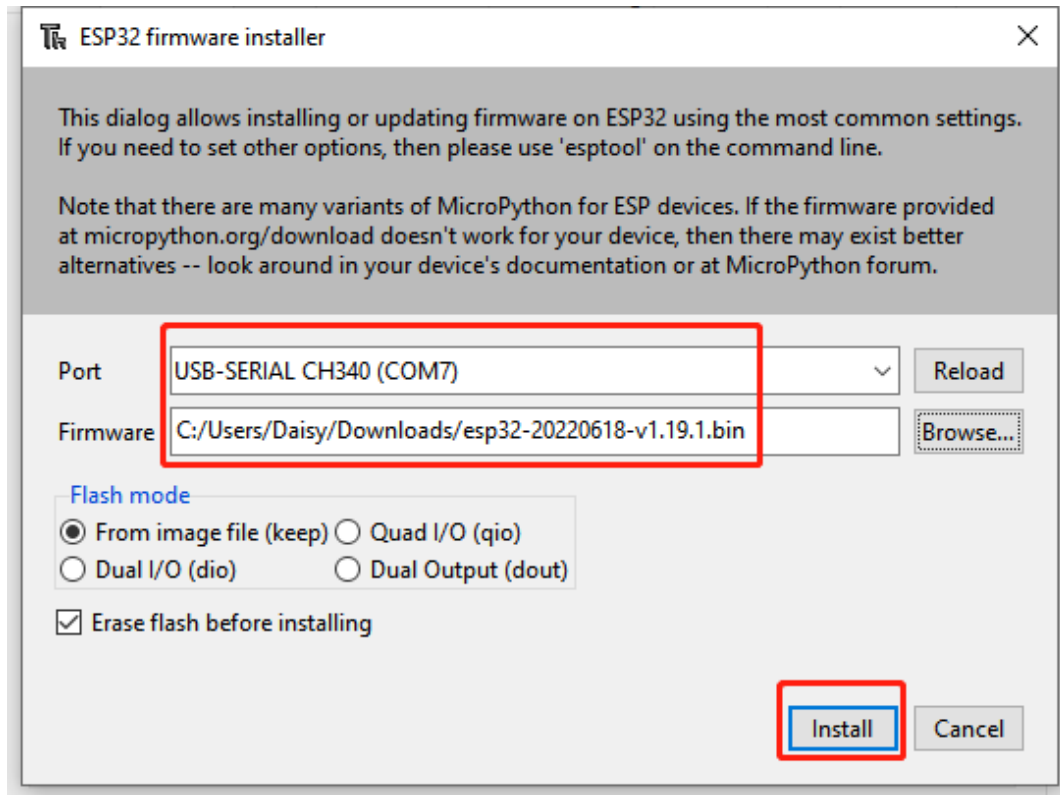 ESP32 firmware installer
This dialog allows installing or updating firmware on ESP32 using the most common settings.
If you need to set other options, then please use 'esptool' on the command line.
Note that there are many variants of MicroPython for ESP devices. If the firmware provided
at micropython.org/download doesn't work for your device, then there may exist better
alternatives -- look around in your device's documentation or at MicroPython forum.
Port USB-SERIAL CH340 (COM7) Reload
Firmware C:/Users/Daisy/Downloads/esp32-20220618-v1.19.1.bin Browse...
Flash mode
From image file (keep) Quad I/O (qio)
Dual I/O (dio) Dual Output (dout)
Erase flash before installing
Install Cancel